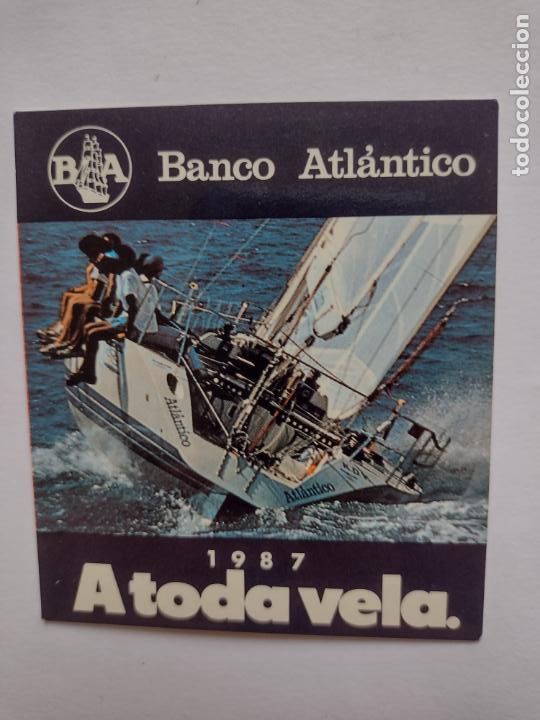 BA
Banco Atlántico
Atlántico
Atlántico
1987
A toda vela.
todocoleccion